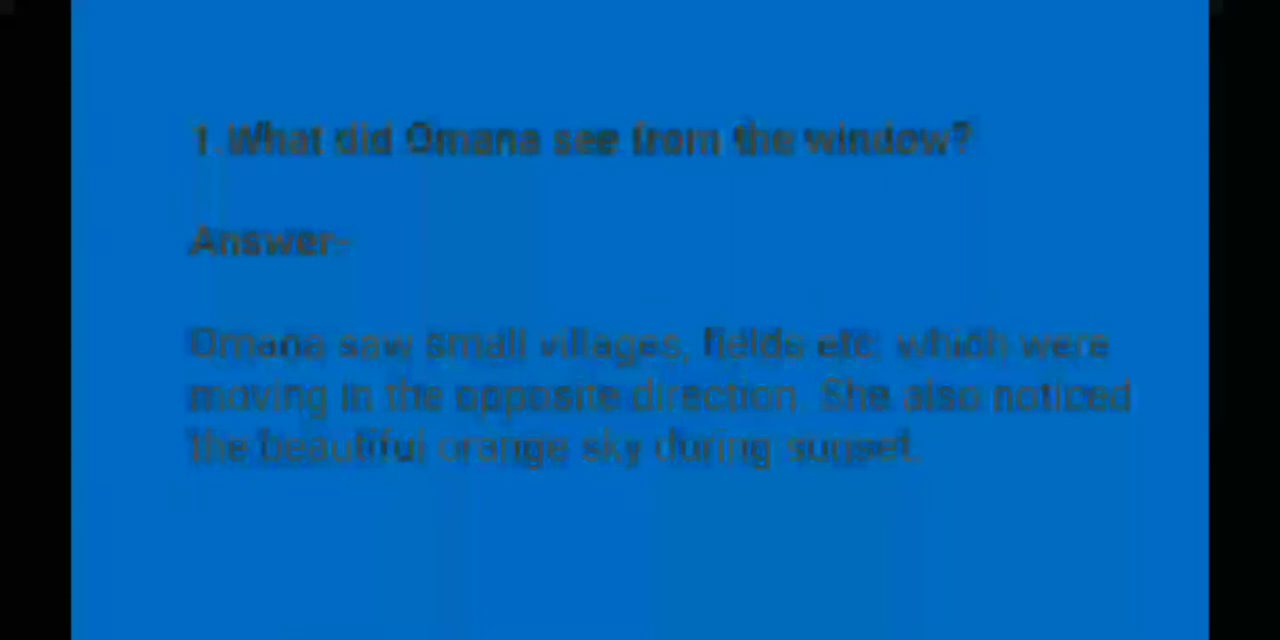 1.What did Omana see from the window?
Answer-
Omana saw small villages, fields etc. which were
moving in the opposite direction. She also noticed
the beautiful orange sky during sunset.